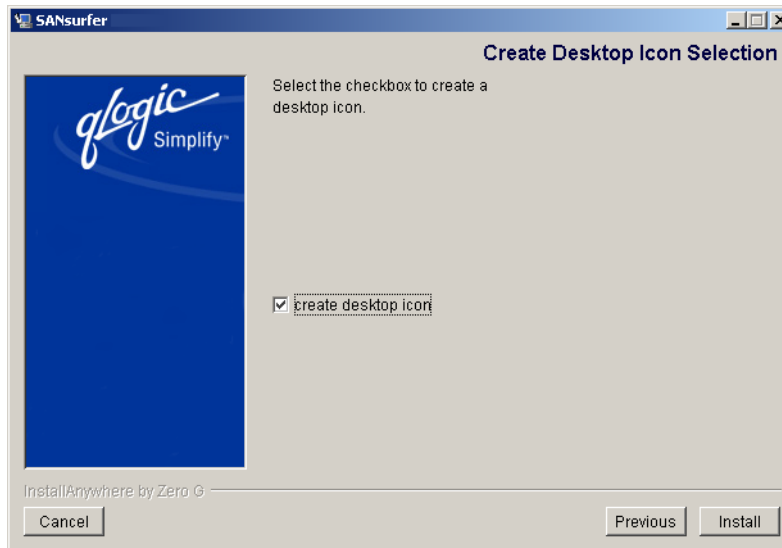 SANsurfer
Create Desktop Icon Selection
qlogic
Simplify™
Select the checkbox to create a
desktop icon.
create desktop icon
InstallAnywhere by Zero G
Cancel
Previous
Install